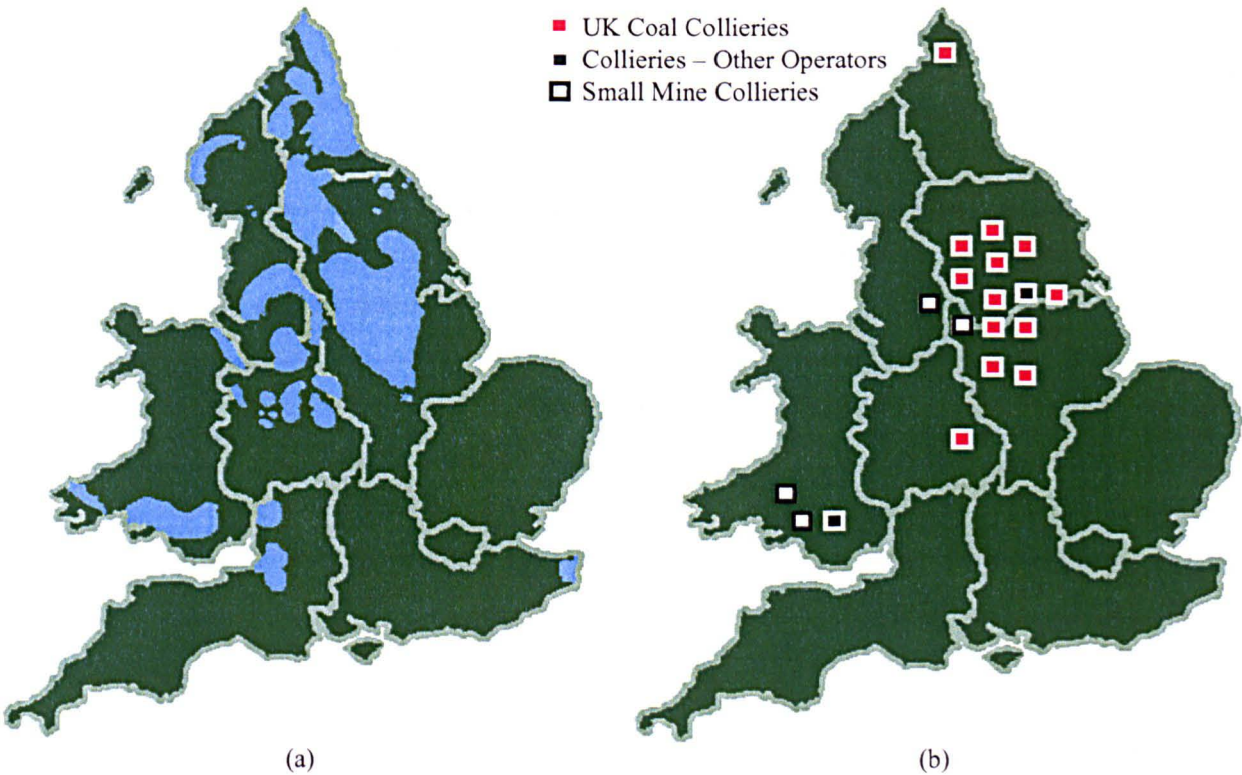 UK Coal Collieries
Collieries – Other Operators
Small Mine Collieries
(a)
(b)